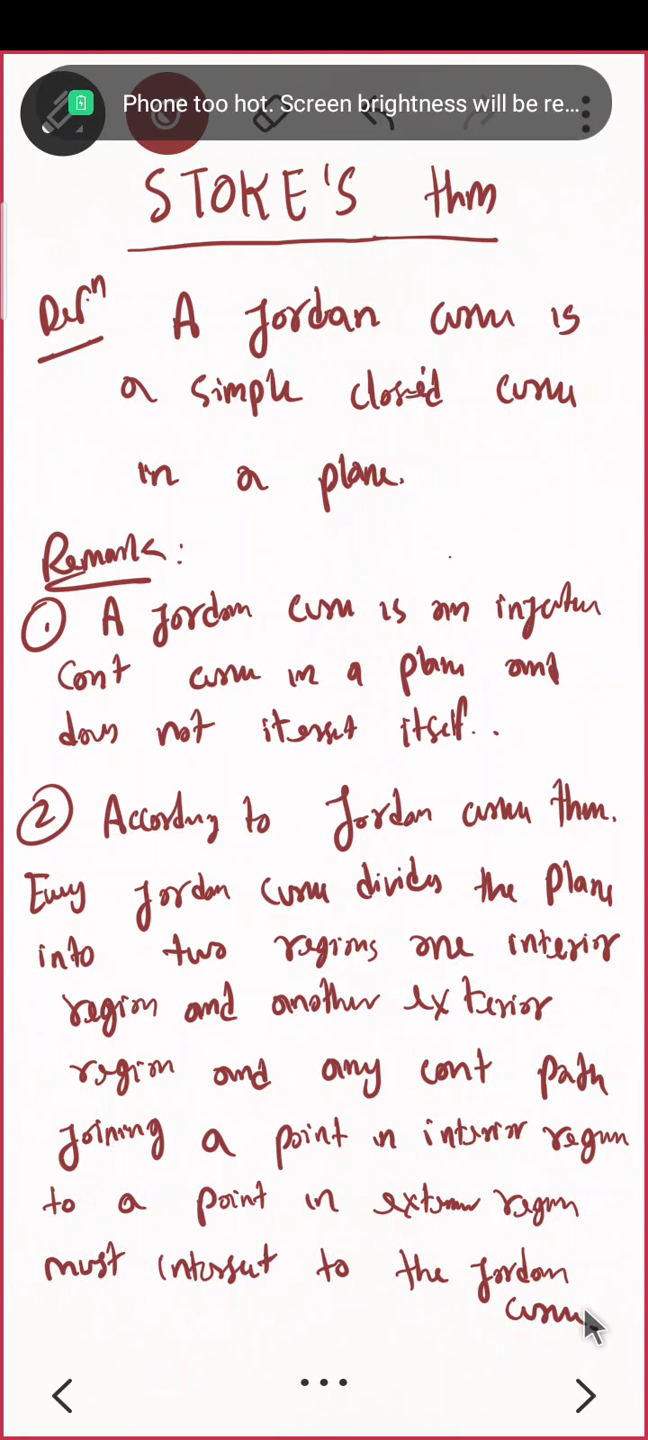 Phone too hot. Screen brightness will be re...
STOKE'S thm
Defⁿ A Jordan curve is
a simple closed curve
in a plane.
Remark:
① A Jordan curve is an injective
cont curve in a plane and
does not iterset itself..
② According to Jordan curve thm.
Every Jordan curve divides the plane
into two regions one interior
region and another exterior
region and any cont path
joining a point in interior region
to a point in exterior region
must intersect to the Jordan
curve.